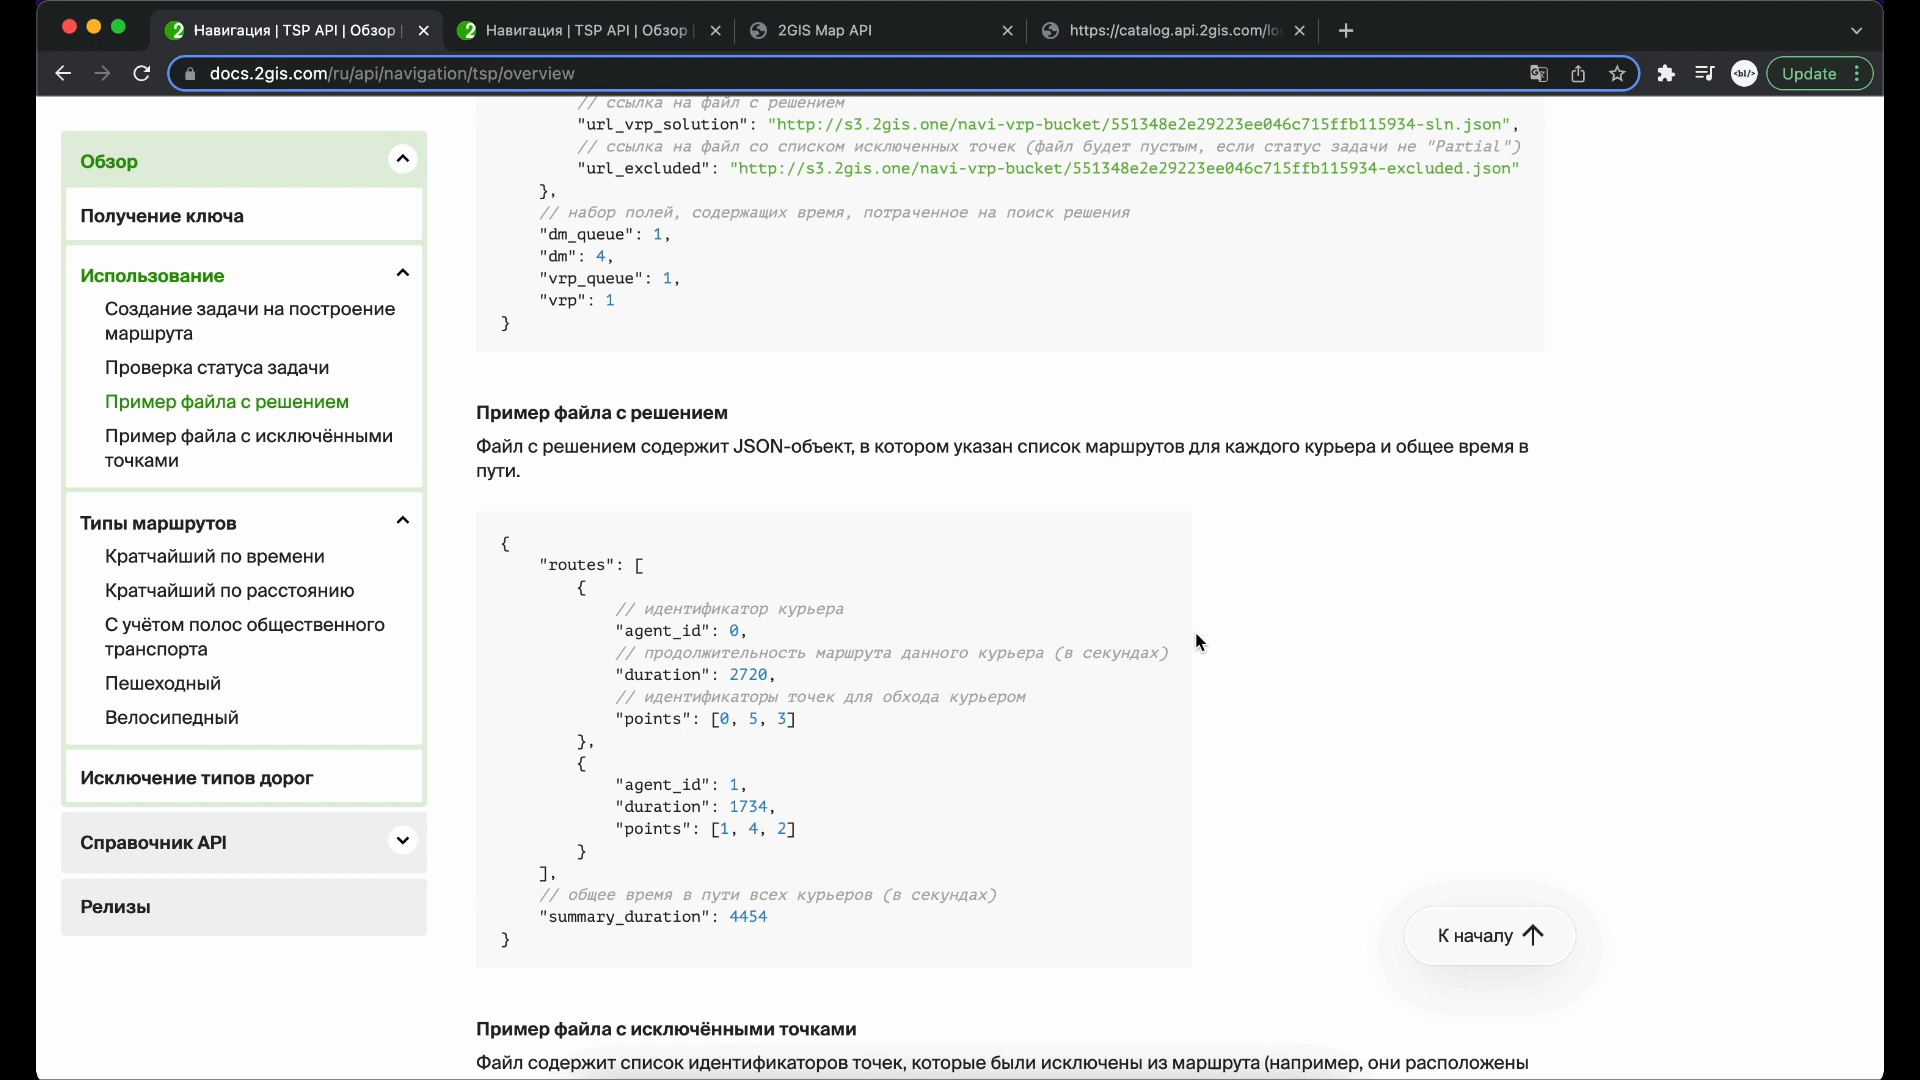 Навигация | TSP API | Обзор
Навигация | TSP API | Обзор
2GIS Map API
https://catalog.api.2gis.com/
docs.2gis.com/ru/api/navigation/tsp/overview
Update
Обзор
Получение ключа
Использование
Создание задачи на построение
маршрута
Проверка статуса задачи
Пример файла с решением
Пример файла с исключёнными
точками
Типы маршрутов
Кратчайший по времени
Кратчайший по расстоянию
С учётом полос общественного
транспорта
Пешеходный
Велосипедный
Исключение типов дорог
Справочник API
Релизы
// ссылка на файл с решением
"url_vrp_solution": "http://s3.2gis.one/navi-vrp-bucket/551348e2e29223ee046c715ffb115934-sln.json",
// ссылка на файл со списком исключенных точек (файл будет пустым, если статус задачи не "Partial")
"url_excluded": "http://s3.2gis.one/navi-vrp-bucket/551348e2e29223ee046c715ffb115934-excluded.json"
},
// набор полей, содержащих время, потраченное на поиск решения
"dm_queue": 1,
"dm": 4,
"vrp_queue": 1,
"vrp": 1
}
Пример файла с решением
Файл с решением содержит JSON-объект, в котором указан список маршрутов для каждого курьера и общее время в
пути.
{
"routes": [
{
// идентификатор курьера
"agent_id": 0,
// продолжительность маршрута данного курьера (в секундах)
"duration": 2720,
// идентификаторы точек для обхода курьером
"points": [0, 5, 3]
},
{
"agent_id": 1,
"duration": 1734,
"points": [1, 4, 2]
}
],
// общее время в пути всех курьеров (в секундах)
"summary_duration": 4454
}
К началу
Пример файла с исключёнными точками
Файл содержит список идентификаторов точек, которые были исключены из маршрута (например, они расположены